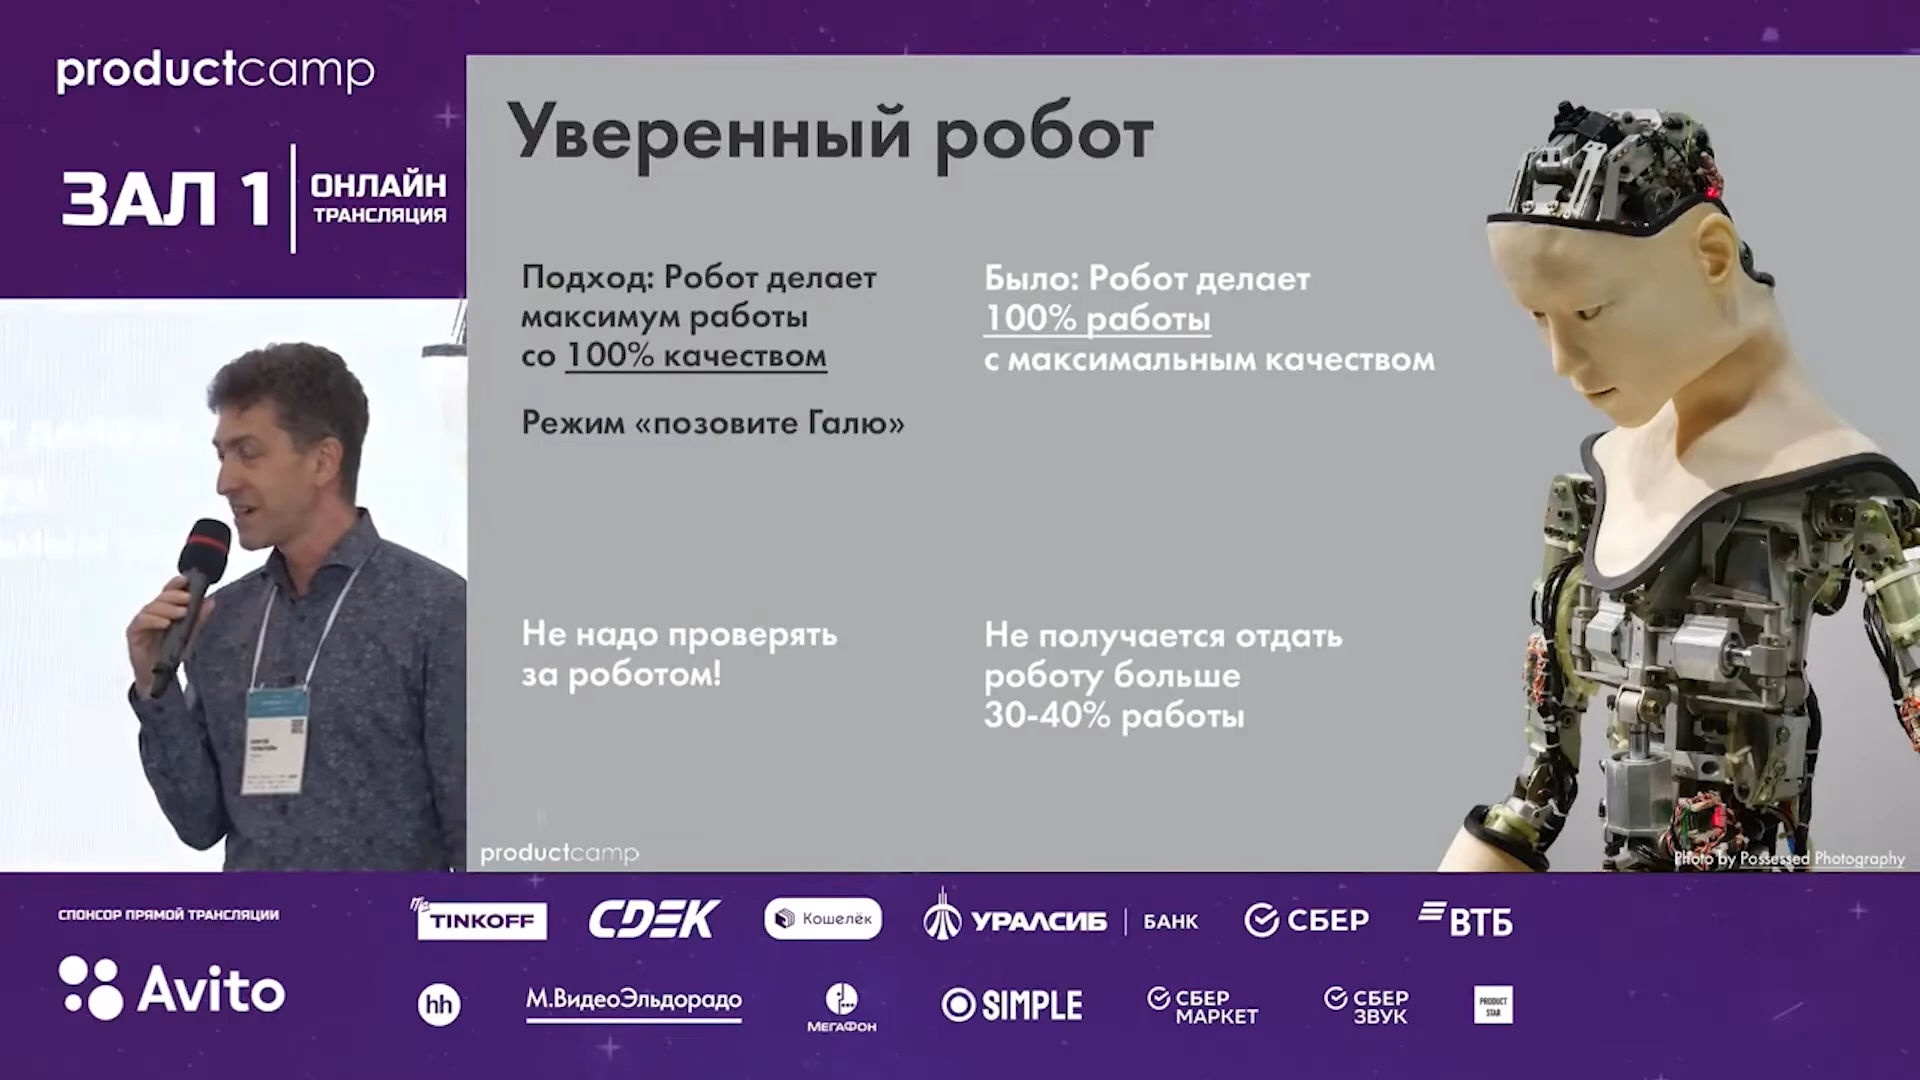 productcamp
ЗАЛ 1
ОНЛАЙН
ТРАНСЛЯЦИЯ
Уверенный робот
Подход: Робот делает
максимум работы
со 100% качеством
Режим «позовите Галю»
Было: Робот делает
100% работы
с максимальным качеством
Не надо проверять
за роботом!
Не получается отдать
роботу больше
30-40% работы
productcamp
Photo by Possessed Photography
СПОНСОР ПРЯМОЙ ТРАНСЛЯЦИИ
Avito
TINKOFF
CDEK
Кошелёк
УРАЛСИБ | БАНК
СБЕР
ВТБ
hh
М.ВидеоЭльдорадо
МЕГАФОН
SIMPLE
СБЕР
МАРКЕТ
СБЕР
ЗВУК
PRODUCT
STAR